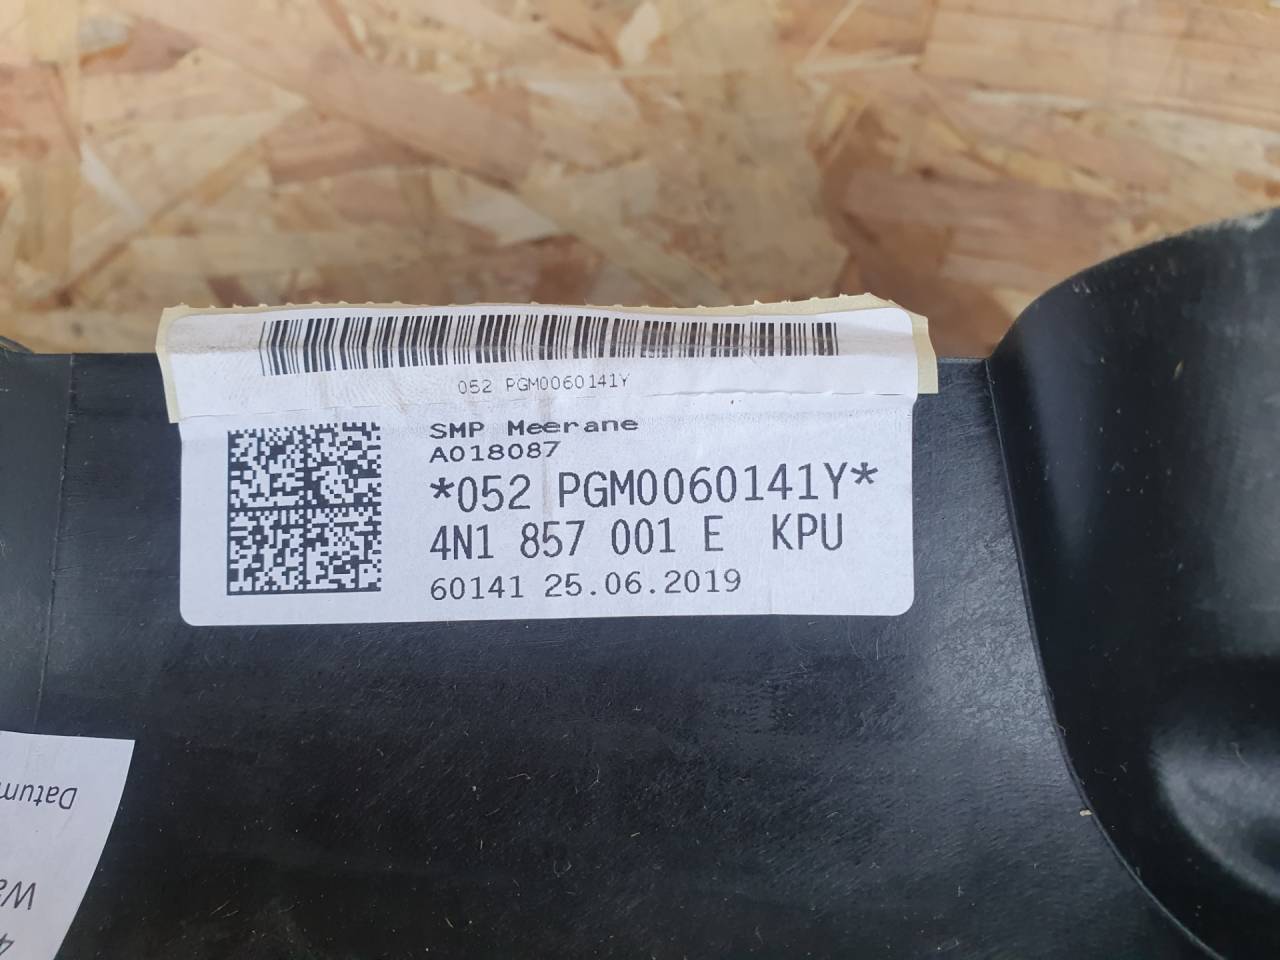 052 PGM0060141Y
SMP Meerane
A018087
*052 PGM0060141Y*
4N1 857 001 E KPU
60141 25.06.2019
Datum